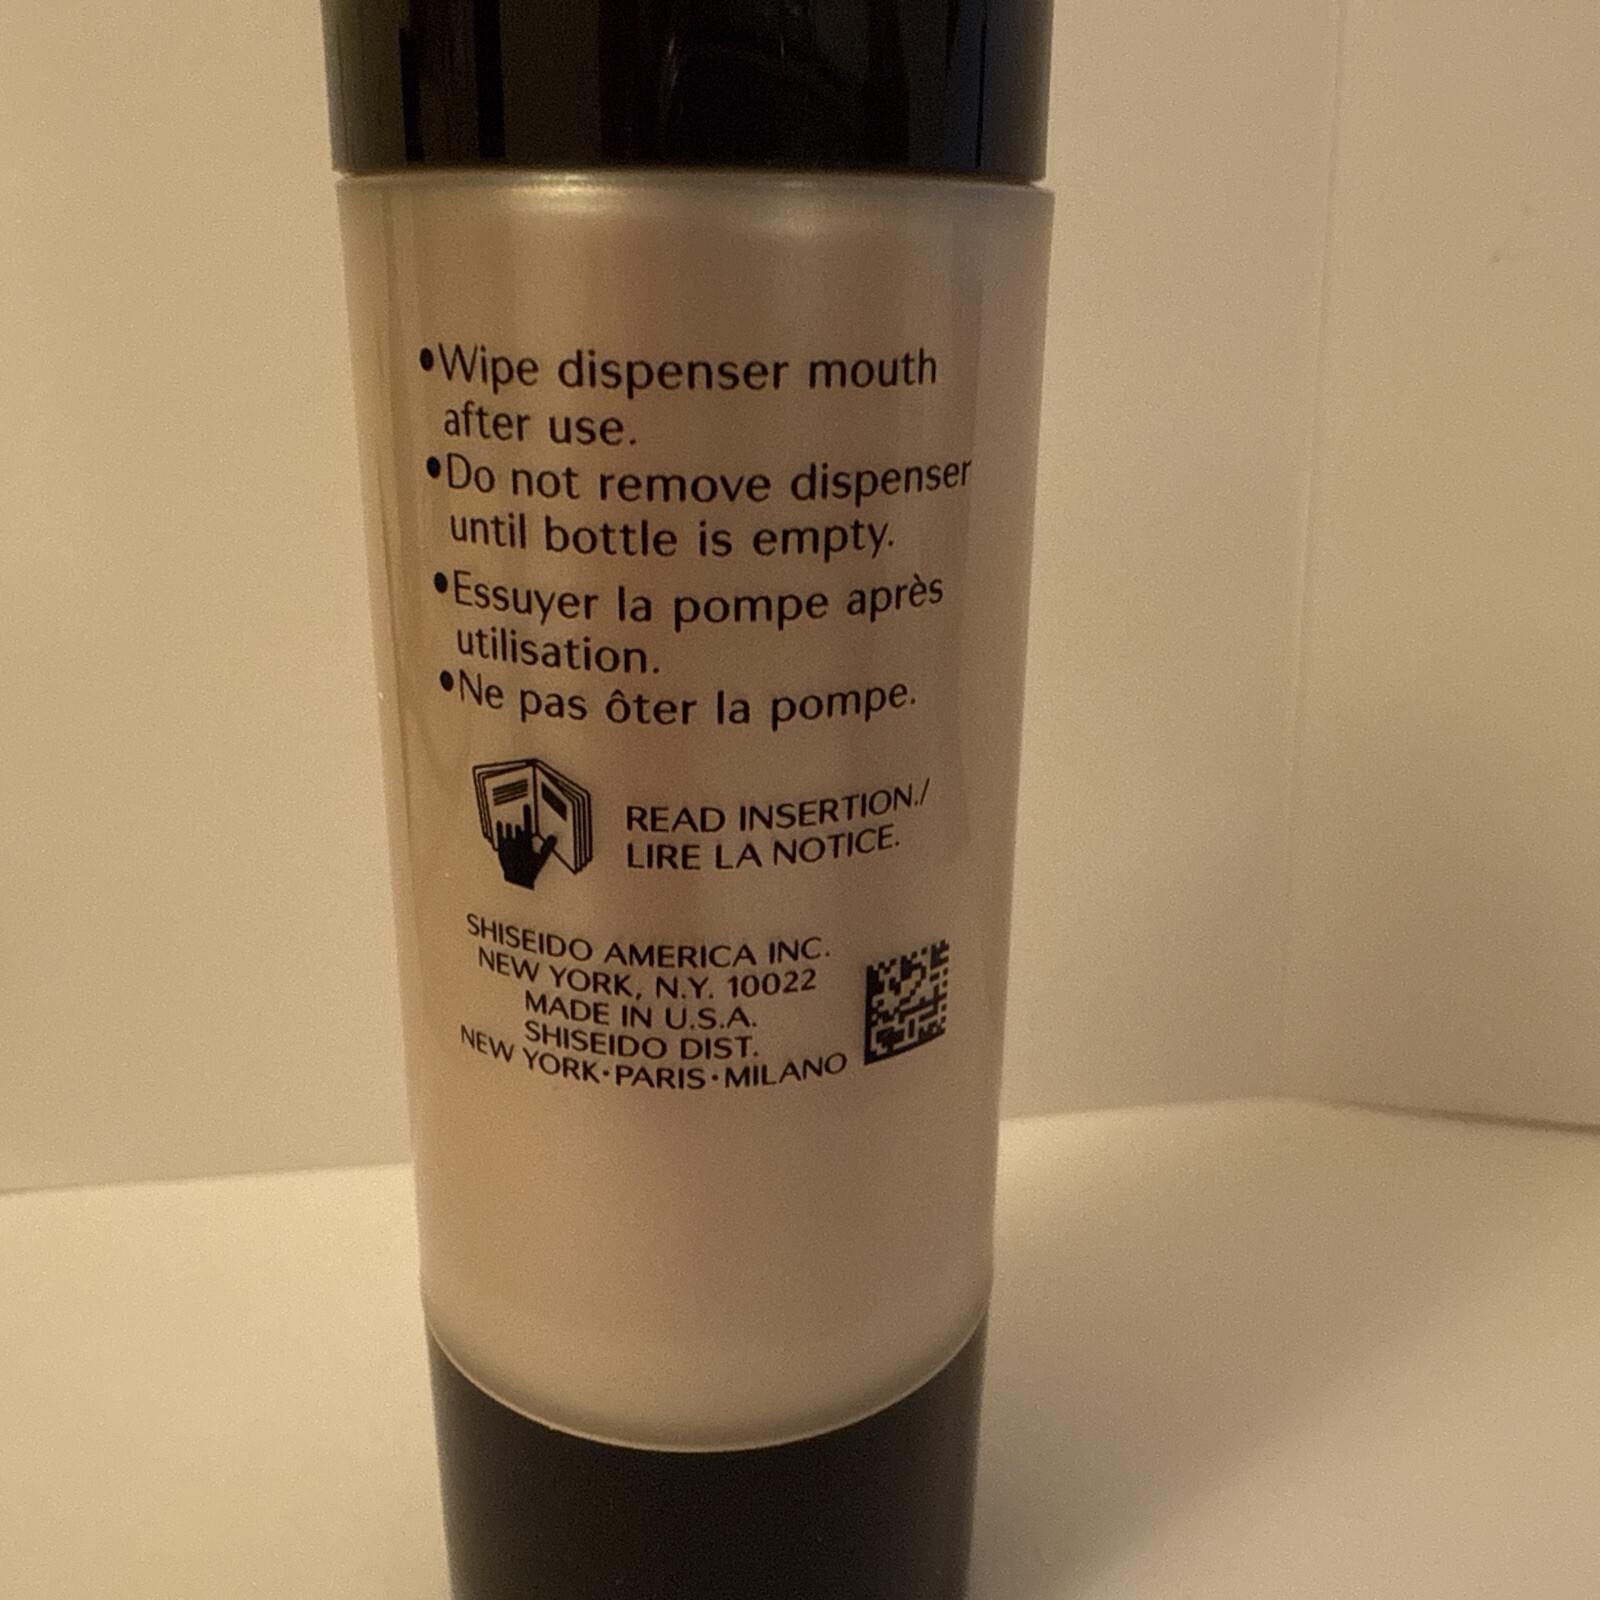 •Wipe dispenser mouth
after use.
•Do not remove dispenser
until bottle is empty.
•Essuyer la pompe après
utilisation.
•Ne pas ôter la pompe.
READ INSERTION./
LIRE LA NOTICE.
SHISEIDO AMERICA INC.
NEW YORK, N.Y. 10022
MADE IN U.S.A.
SHISEIDO DIST.
NEW YORK·PARIS·MILANO